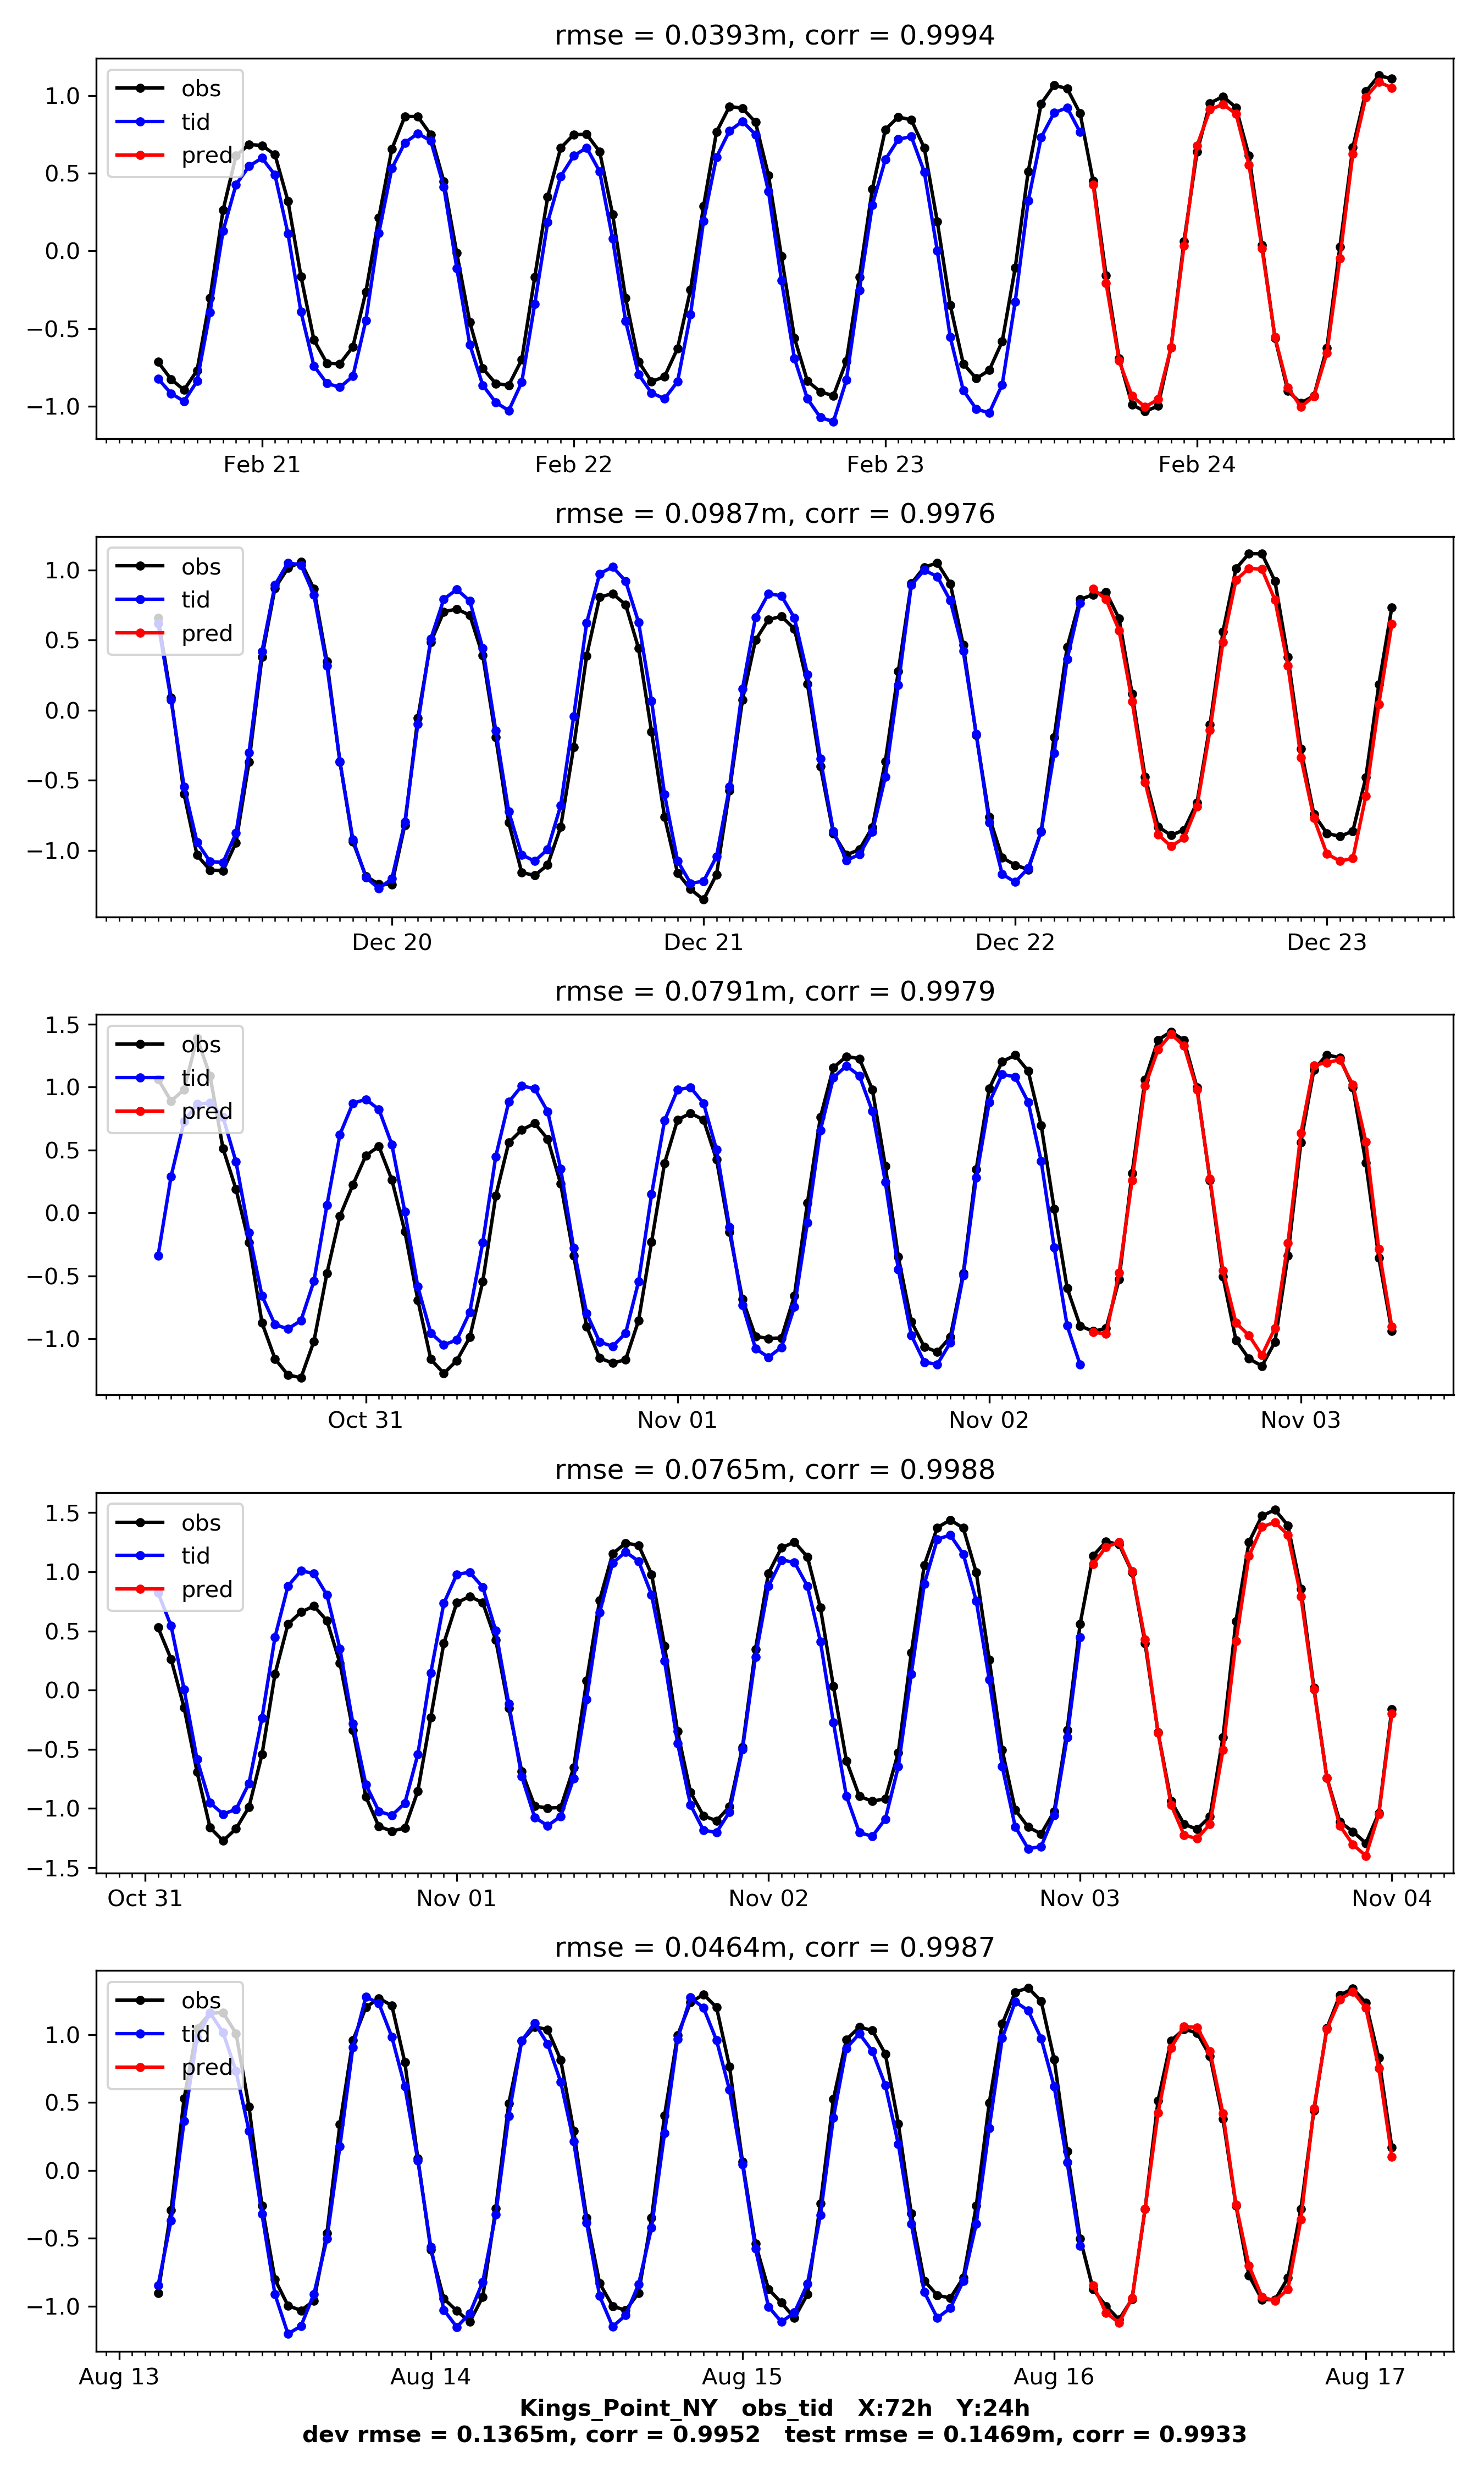 rmse = 0.0393m, corr = 0.9994
obs
tid
pred
1.0
0.5
0.0
−0.5
−1.0
Feb 21 Feb 22 Feb 23 Feb 24
rmse = 0.0987m, corr = 0.9976
obs
tid
pred
1.0
0.5
0.0
−0.5
−1.0
Dec 20 Dec 21 Dec 22 Dec 23
rmse = 0.0791m, corr = 0.9979
obs
tid
pred
1.5
1.0
0.5
0.0
−0.5
−1.0
Oct 31 Nov 01 Nov 02 Nov 03
rmse = 0.0765m, corr = 0.9988
obs
tid
pred
1.5
1.0
0.5
0.0
−0.5
−1.0
−1.5
Oct 31 Nov 01 Nov 02 Nov 03 Nov 04
rmse = 0.0464m, corr = 0.9987
obs
tid
pred
1.0
0.5
0.0
−0.5
−1.0
Aug 13 Aug 14 Aug 15 Aug 16 Aug 17
Kings_Point_NY obs_tid X:72h Y:24h
dev rmse = 0.1365m, corr = 0.9952 test rmse = 0.1469m, corr = 0.9933